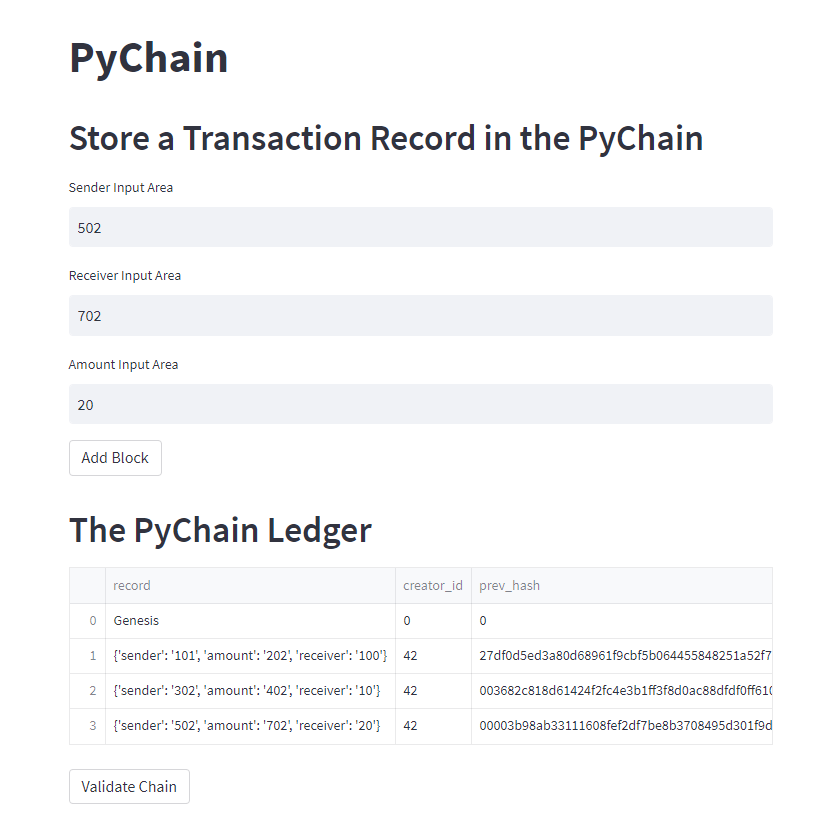 PyChain
Store a Transaction Record in the PyChain
Sender Input Area
502
Receiver Input Area
702
Amount Input Area
20
Add Block
The PyChain Ledger
record creator_id prev_hash
0 Genesis 0 0
1 {'sender': '101', 'amount': '202', 'receiver': '100'} 42 27df0d5ed3a80d68961f9cbf5b064455848251a52f7
2 {'sender': '302', 'amount': '402', 'receiver': '10'} 42 003682c818d61424f2fc4e3b1ff3f8d0ac88dfdf0ff610
3 {'sender': '502', 'amount': '702', 'receiver': '20'} 42 00003b98ab33111608fef2df7be8b3708495d301f9d
Validate Chain